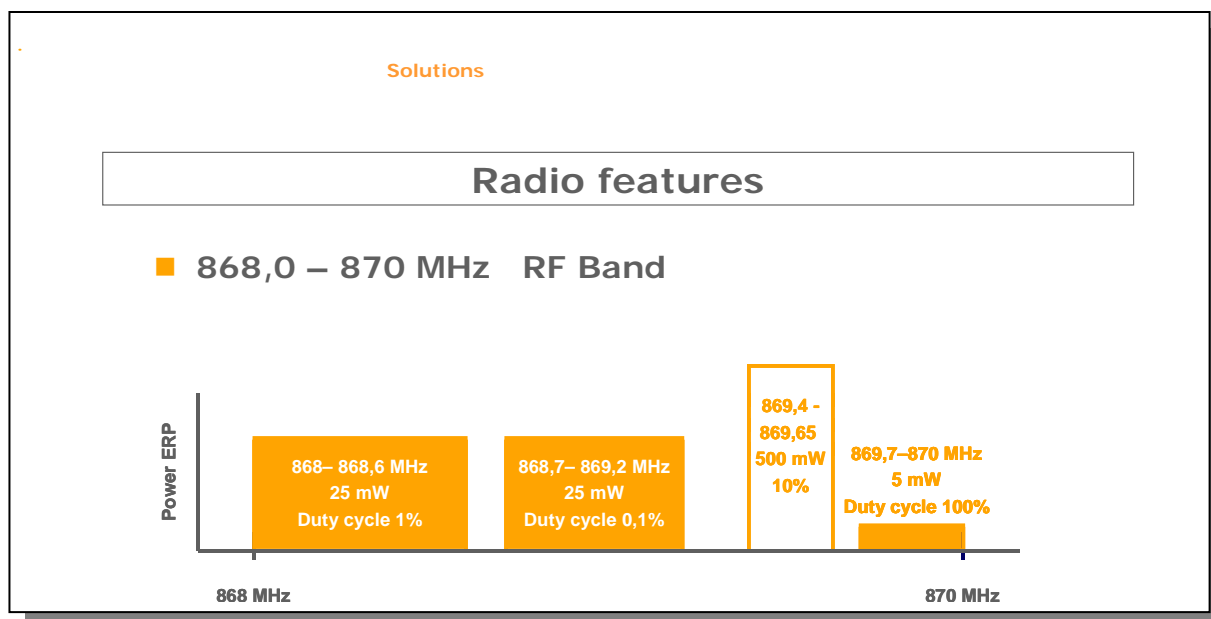 Solutions
Radio features
868,0 – 870 MHz RF Band
Power ERP
868– 868,6 MHz
25 mW
Duty cycle 1%
868,7– 869,2 MHz
25 mW
Duty cycle 0,1%
869,4 -
869,65
500 mW
10%
869,7–870 MHz
5 mW
Duty cycle 100%
868 MHz
870 MHz